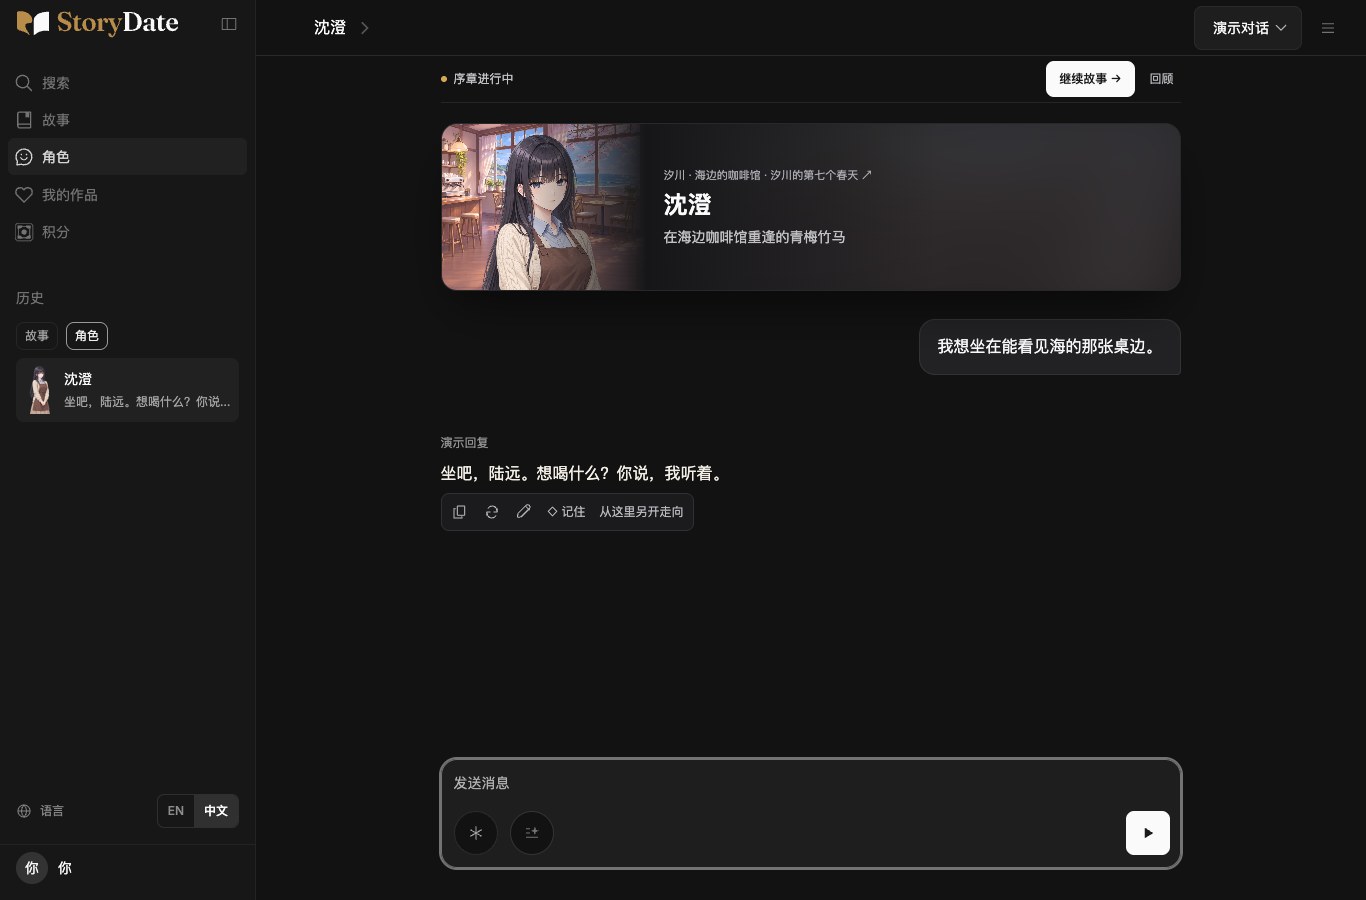 StoryDate
搜索
故事
角色
我的作品
积分
历史
故事
角色
沈澄
坐吧，陆远。想喝什么？你说...
语言
EN
中文
你
你
沈澄
演示对话
序章进行中
继续故事 →
回顾
汐川 · 海边的咖啡馆 · 汐川的第七个春天 ↗
沈澄
在海边咖啡馆重逢的青梅竹马
我想坐在能看见海的那张桌边。
演示回复
坐吧，陆远。想喝什么？你说，我听着。
◇ 记住
从这里另开走向
发送消息